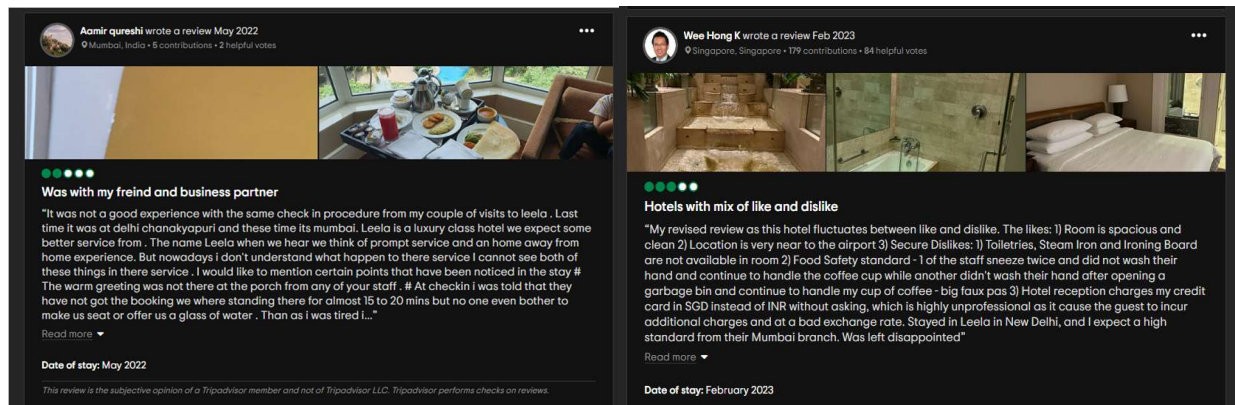 Aamir qureshi wrote a review May 2022
Mumbai, India • 5 contributions • 2 helpful votes
Was with my freind and business partner
"It was not a good experience with the same check in procedure from my couple of visits to leela . Last
time it was at delhi chanakyapuri and these time its mumbai. Leela is a luxury class hotel we expect some
better service from . The name Leela when we hear we think of prompt service and an home away from
home experience. But nowadays i don't understand what happen to there service I cannot see both of
these things in there service . I would like to mention certain points that have been noticed in the stay #
The warm greeting was not there at the porch from any of your staff . # At checkin i was told that they
have not got the booking we where standing there for almost 15 to 20 mins but no one even bother to
make us seat or offer us a glass of water . Than as i was tired i..."
Read more
Date of stay: May 2022
This review is the subjective opinion of a Tripadvisor member and not of Tripadvisor LLC. Tripadvisor performs checks on reviews.
Wee Hong K wrote a review Feb 2023
Singapore, Singapore • 179 contributions • 84 helpful votes
Hotels with mix of like and dislike
"My revised review as this hotel fluctuates between like and dislike. The likes: 1) Room is spacious and
clean 2) Location is very near to the airport 3) Secure Dislikes: 1) Toiletries, Steam Iron and Ironing Board
are not available in room 2) Food Safety standard - 1 of the staff sneeze twice and did not wash their
hand and continue to handle the coffee cup while another didn't wash their hand after opening a
garbage bin and continue to handle my cup of coffee - big faux pas 3) Hotel reception charges my credit
card in SGD instead of INR without asking, which is highly unprofessional as it cause the guest to incur
additional charges and at a bad exchange rate. Stayed in Leela in New Delhi, and I expect a high
standard from their Mumbai branch. Was left disappointed"
Read more
Date of stay: February 2023